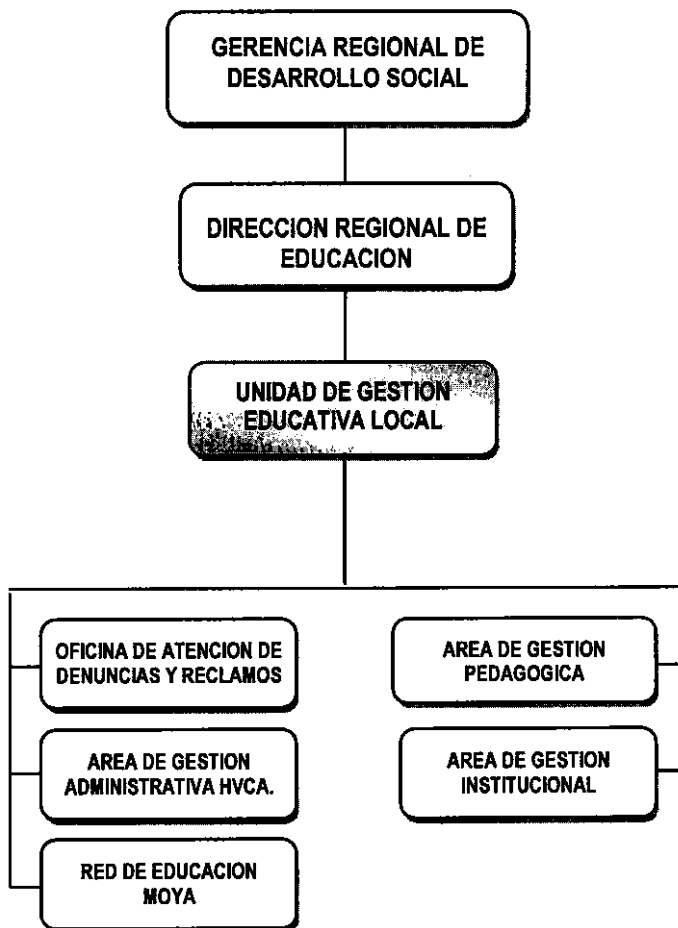 GERENCIA REGIONAL DE
DESARROLLO SOCIAL
DIRECCION REGIONAL DE
EDUCACION
UNIDAD DE GESTION
EDUCATIVA LOCAL
OFICINA DE ATENCION DE
DENUNCIAS Y RECLAMOS
AREA DE GESTION
ADMINISTRATIVA HVCA.
RED DE EDUCACION
MOYA
AREA DE GESTION
PEDAGOGICA
AREA DE GESTION
INSTITUCIONAL